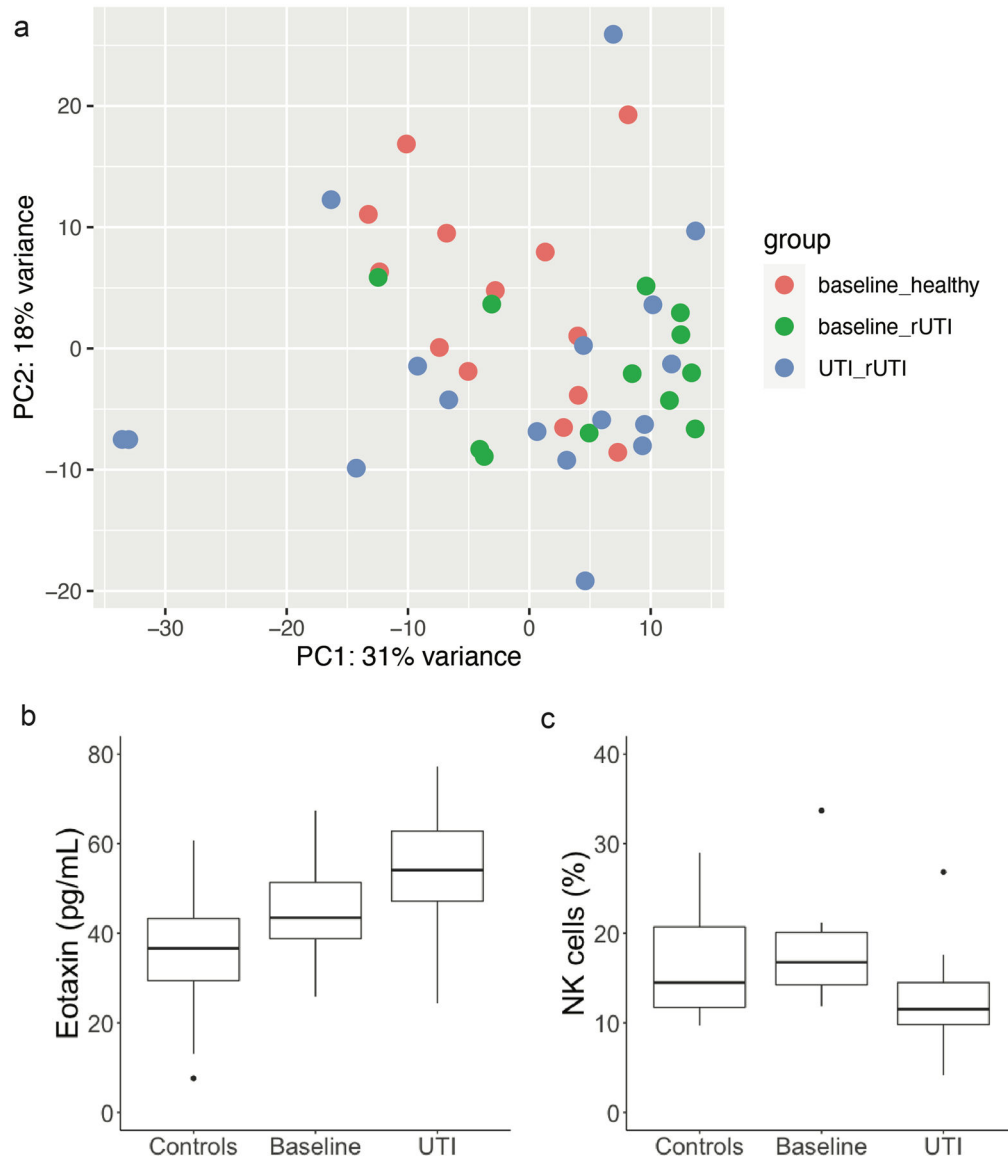 a
20
10
0
−10
−20
PC2: 18% variance
−30 −20 −10 0 10
PC1: 31% variance
group
baseline_healthy
baseline_rUTI
UTI_rUTI
b
80
60
40
20
0
Eotaxin (pg/mL)
Controls Baseline UTI
c
40
30
20
10
0
NK cells (%)
Controls Baseline UTI